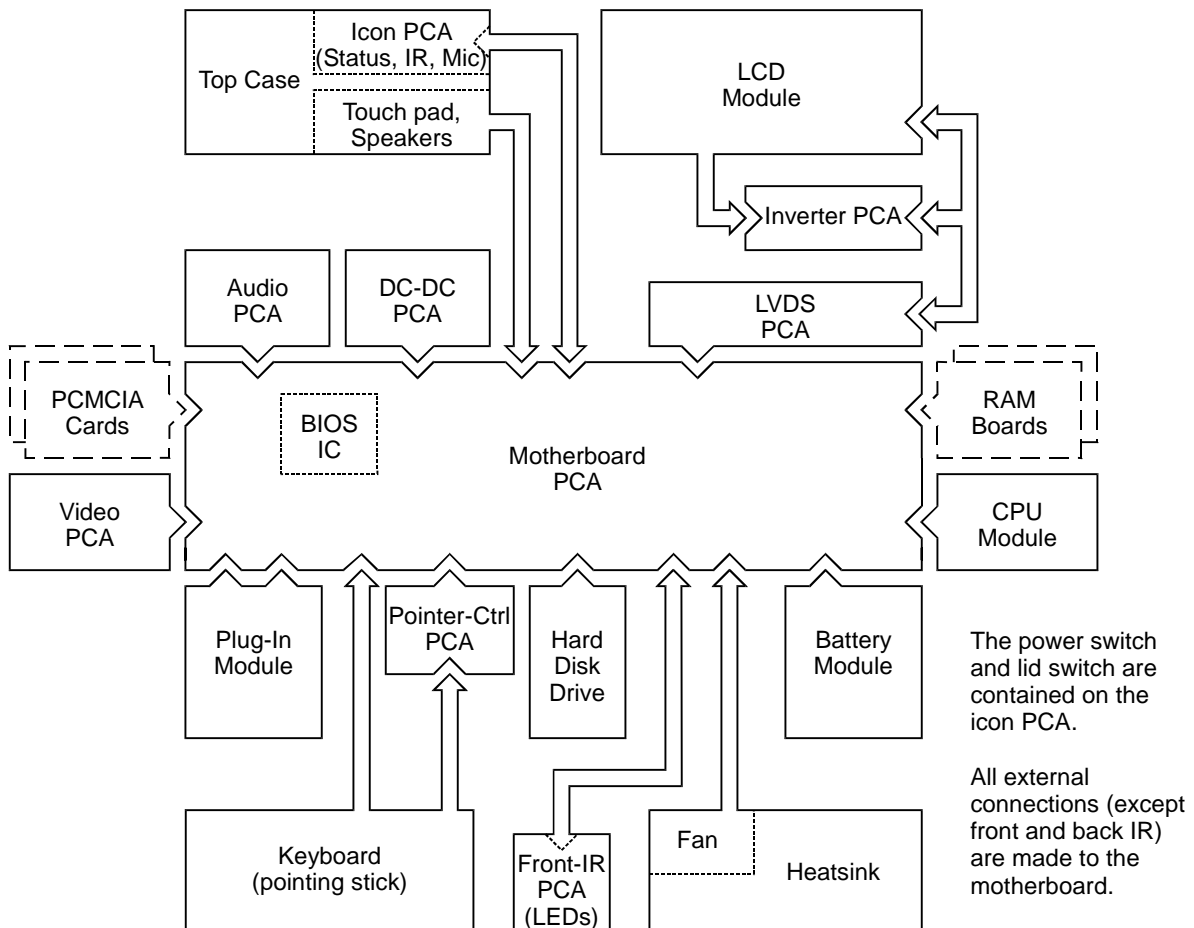 Icon PCA
(Status, IR, Mic)
Top Case
Touch pad,
Speakers
LCD
Module
Inverter PCA
Audio
PCA
DC-DC
PCA
LVDS
PCA
PCMCIA
Cards
BIOS
IC
Motherboard
PCA
RAM
Boards
Video
PCA
CPU
Module
Plug-In
Module
Pointer-Ctrl
PCA
Hard
Disk
Drive
Battery
Module
The power switch
and lid switch are
contained on the
icon PCA.
All external
connections (except
front and back IR)
are made to the
motherboard.
Keyboard
(pointing stick)
Front-IR
PCA
(LEDs)
Fan
Heatsink